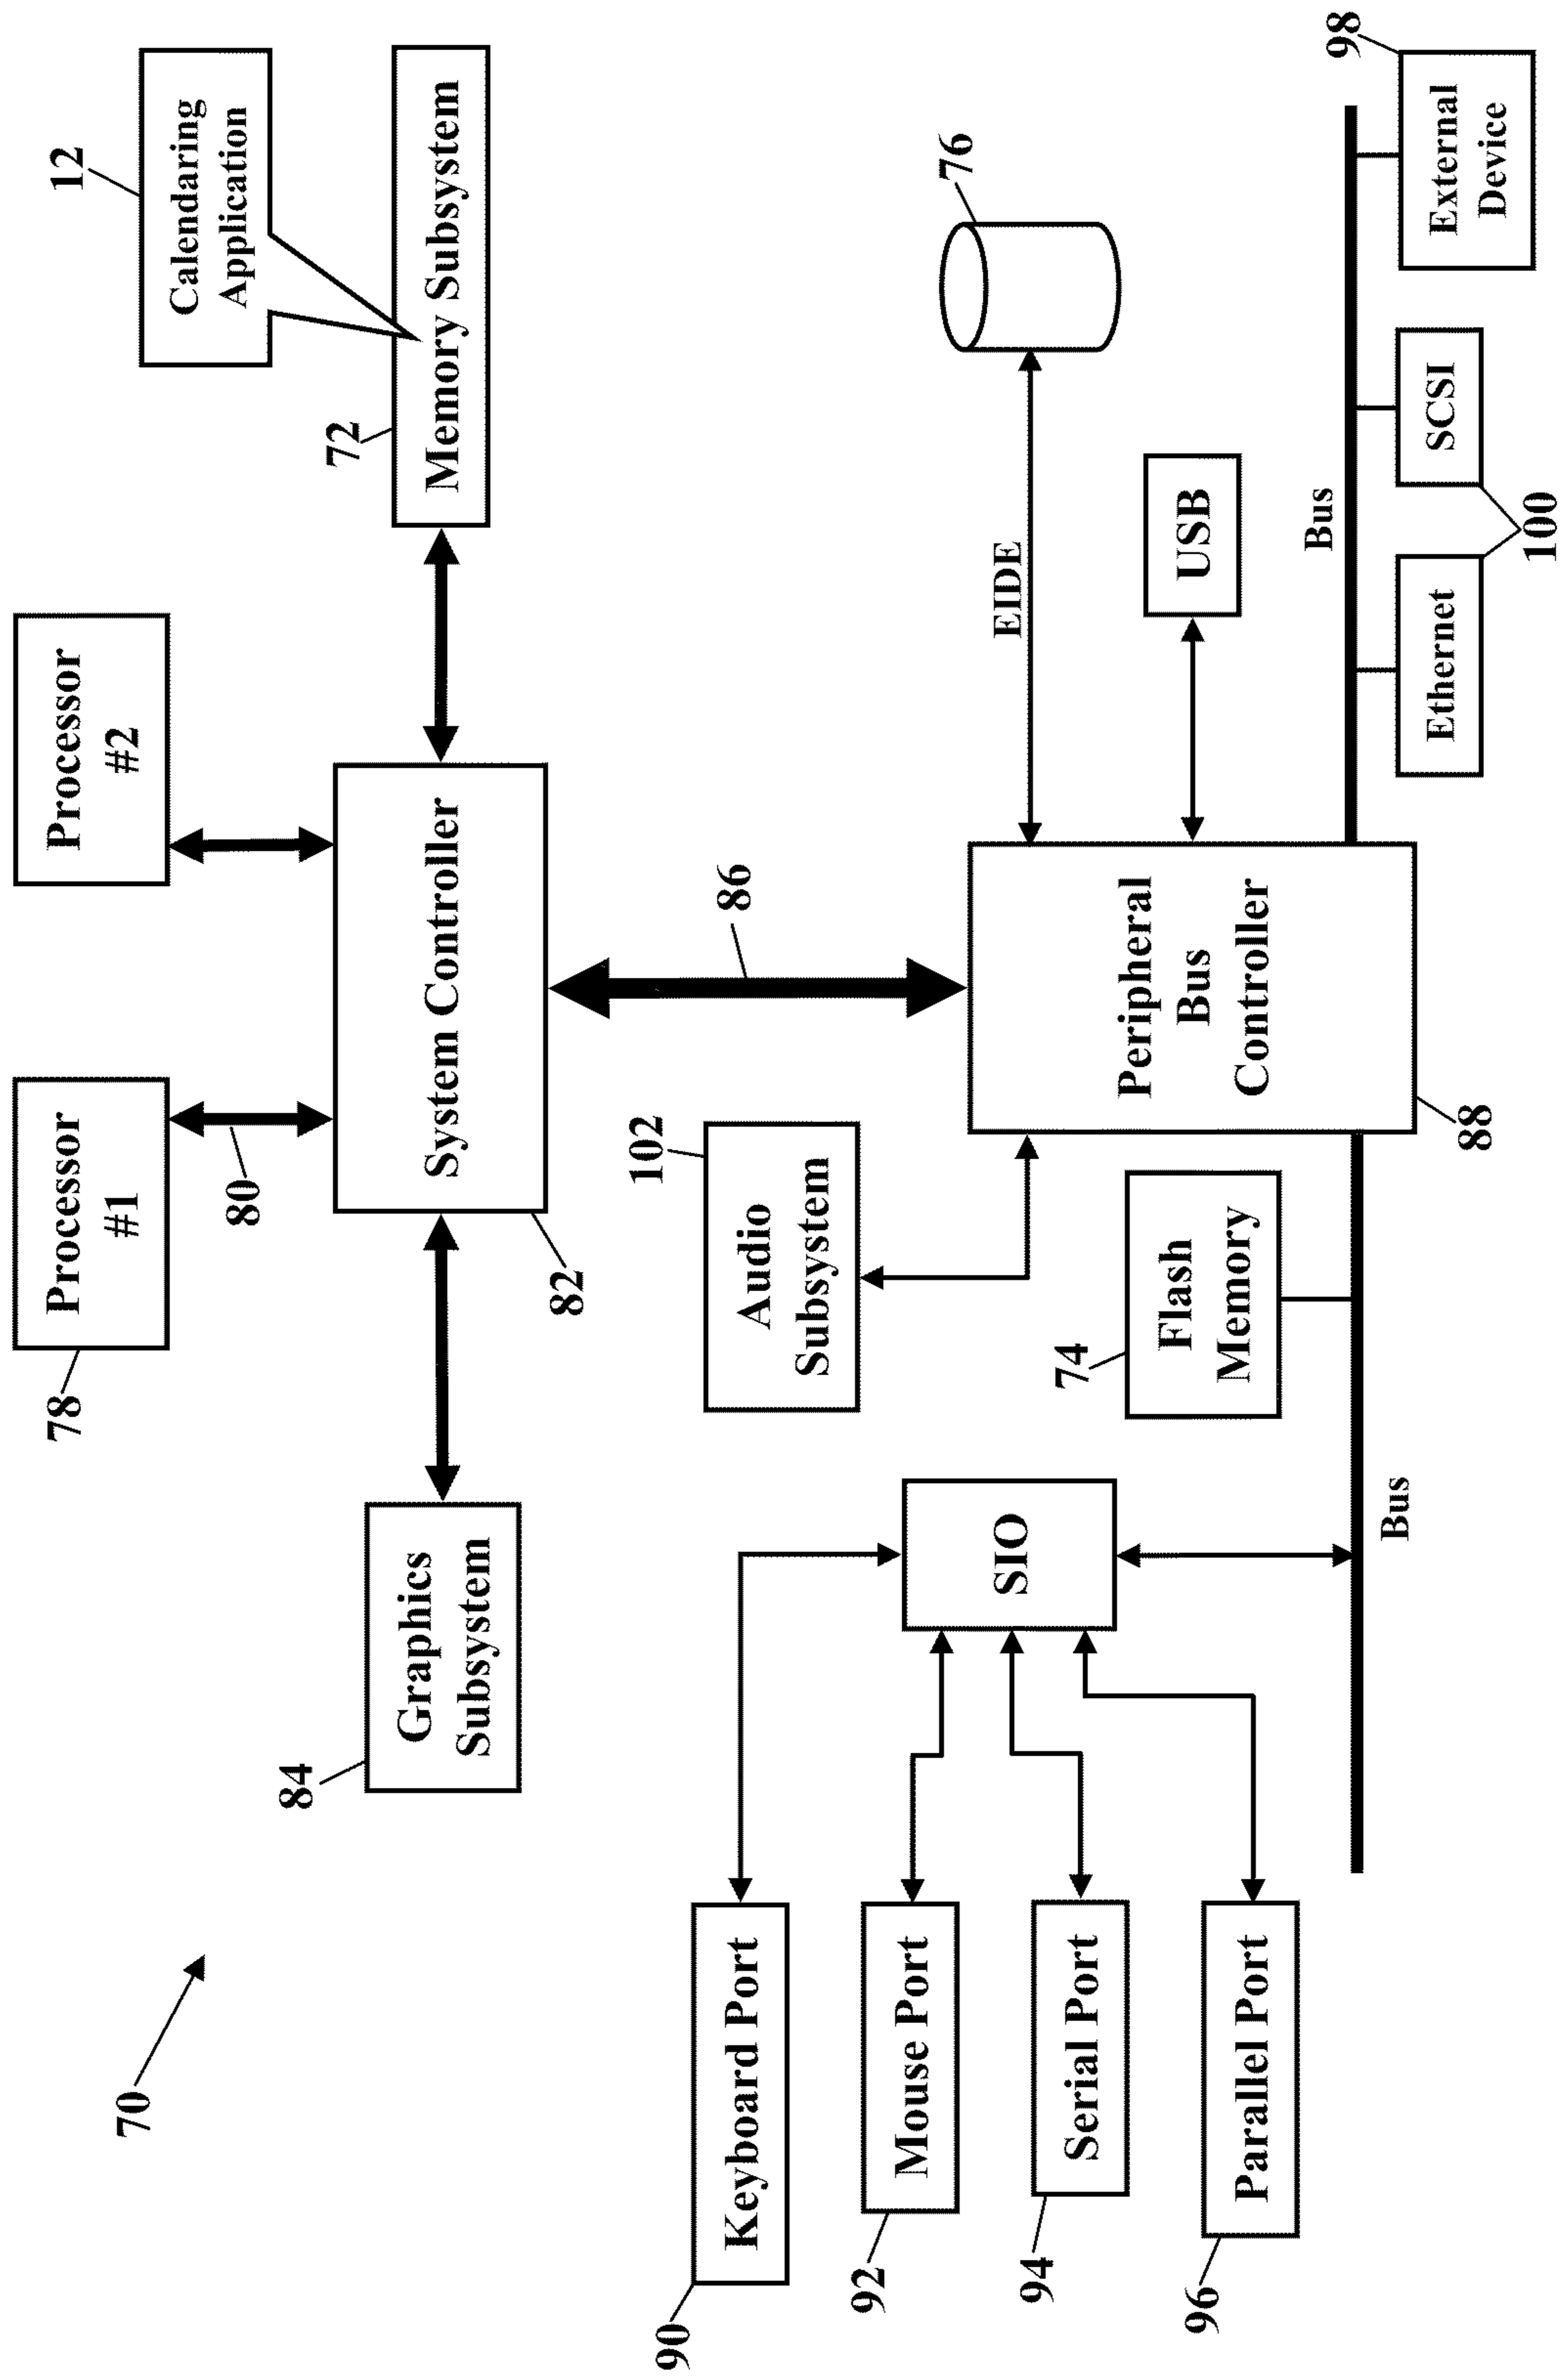 70
78
Processor
#1
80
Processor
#2
12
Calendaring
Application
84
Graphics
Subsystem
82
System Controller
72
Memory Subsystem
86
90
Keyboard Port
92
Mouse Port
94
Serial Port
96
Parallel Port
SIO
102
Audio
Subsystem
74
Flash
Memory
Bus
88
Peripheral
Bus
Controller
EIDE
76
USB
Bus
Ethernet
SCSI
100
98
External
Device